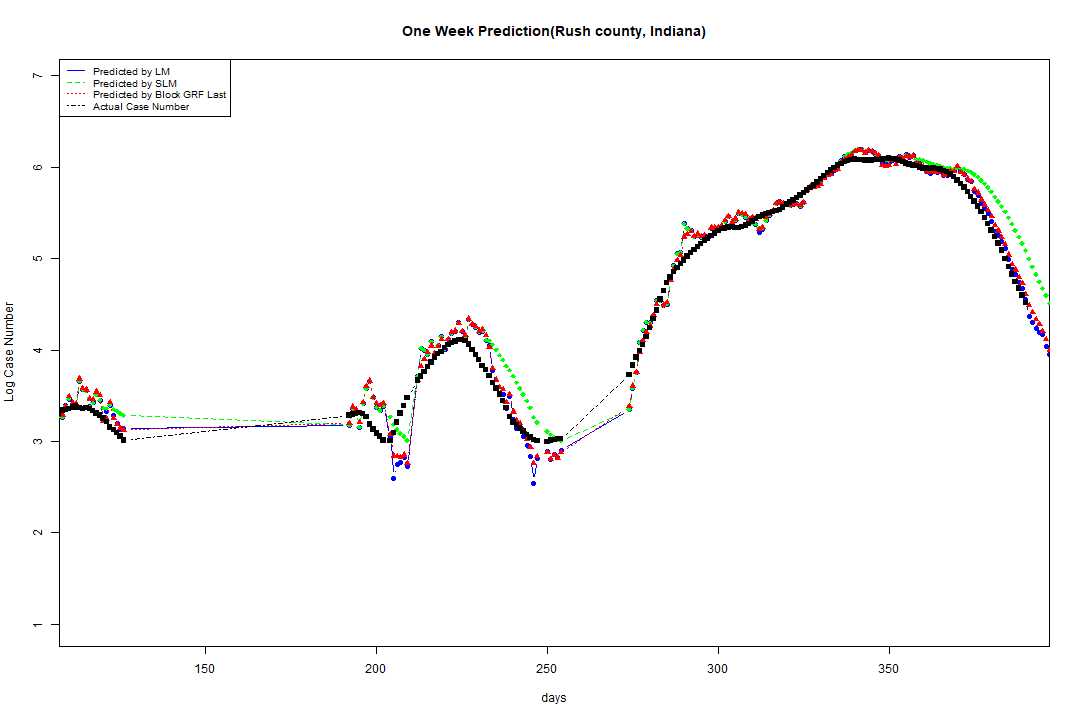 One Week Prediction(Rush county, Indiana)
Predicted by LM
Predicted by SLM
Predicted by Block GRF Last
Actual Case Number
Log Case Number
7
6
5
4
3
2
1
150 200 250 300 350
days